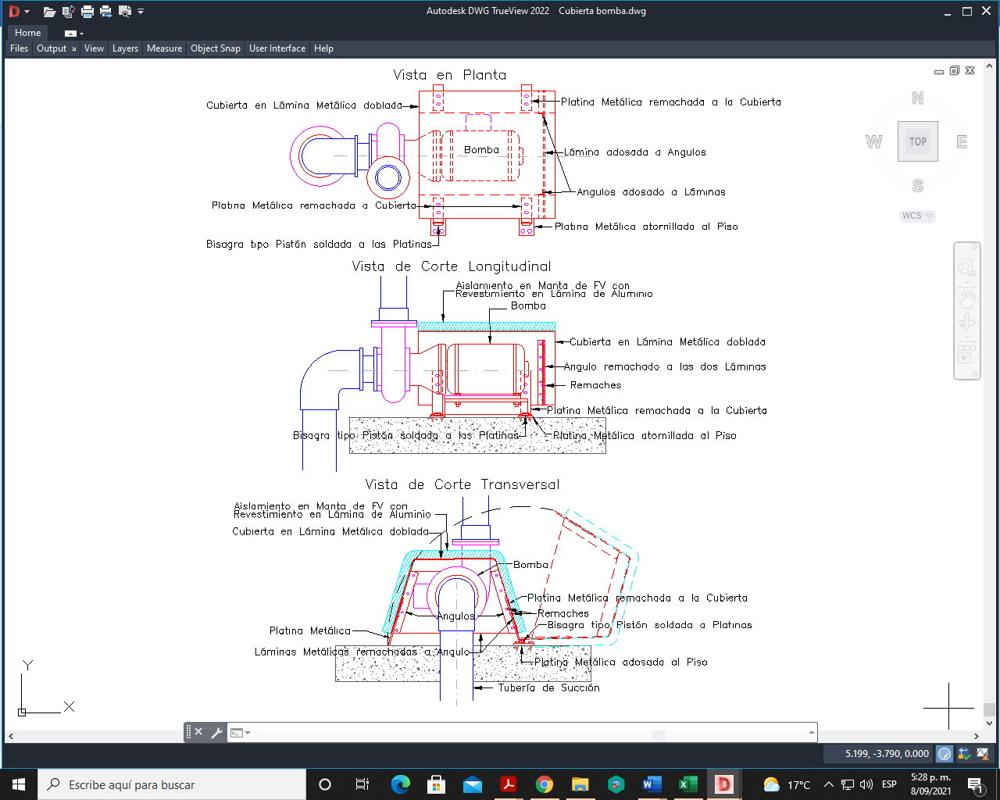 Autodesk DWG TrueView 2022    Cubierta bomba.dwg
Home
Files  Output  View  Layers  Measure  Object Snap  User Interface  Help
Vista en Planta
Cubierta en Lámina Metálica doblada
Platina Metálica remachada a la Cubierta
Bomba
Lámina adosada a Angulos
Angulos adosado a Láminas
Platina Metálica remachada a Cubierta
Platina Metálica atornillada al Piso
Bisagra tipo Pistón soldada a las Platinas
Vista de Corte Longitudinal
Aislamiento en Manta de FV con
Revestimiento en Lámina de Aluminio
Bomba
Cubierta en Lámina Metálica doblada
Angulo remachado a las dos Láminas
Remaches
Platina Metálica remachada a la Cubierta
Bisagra tipo Pistón soldada a las Platinas
Platina Metálica atornillada al Piso
Vista de Corte Transversal
Aislamiento en Manta de FV con
Revestimiento en Lámina de Aluminio
Cubierta en Lámina Metálica doblada
Bomba
Platina Metálica remachada a la Cubierta
Angulos
Remaches
Bisagra tipo Pistón soldada a Platinas
Platina Metálica
Láminas Metálicas remachadas a Angulo
Platina Metálica adosada al Piso
Tubería de Succión
N
W
TOP
E
S
WCS
2D
Y
X
5.199, -3.790, 0.000
Escribe aquí para buscar
17°C
ESP
5:28 p. m.
8/09/2021
1